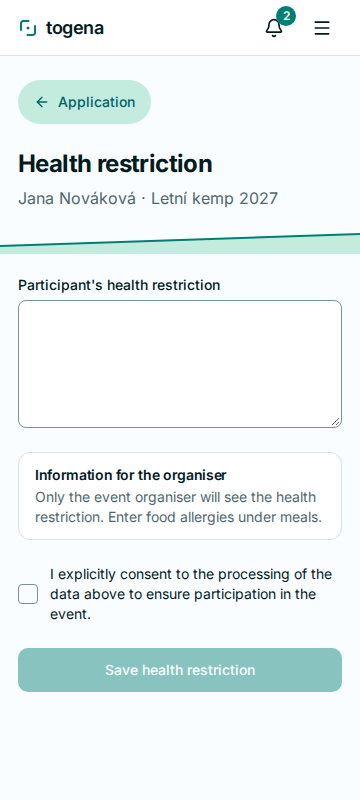 togena
2
Application
Health restriction
Jana Nováková · Letní kemp 2027
Participant's health restriction
Information for the organiser
Only the event organiser will see the health
restriction. Enter food allergies under meals.
I explicitly consent to the processing of the
data above to ensure participation in the
event.
Save health restriction